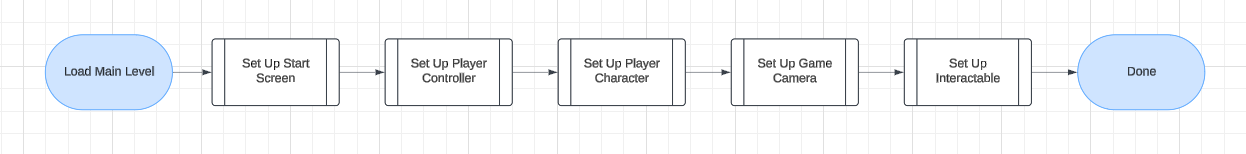 Load Main Level
Set Up Start
Screen
Set Up Player
Controller
Set Up Player
Character
Set Up Game
Camera
Set Up
Interactable
Done